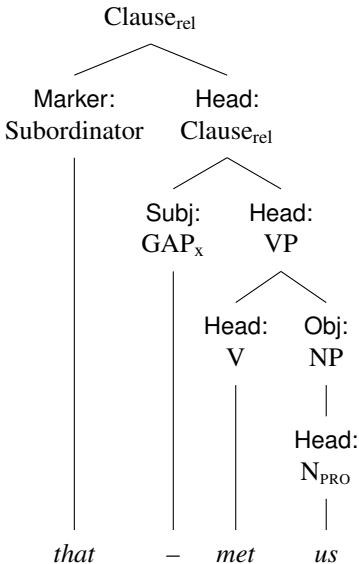 Clause_rel
Marker: Head:
Subordinator Clause_rel
Subj: Head:
GAP_x VP
Head: Obj:
V NP
Head:
N_PRO
that – met us